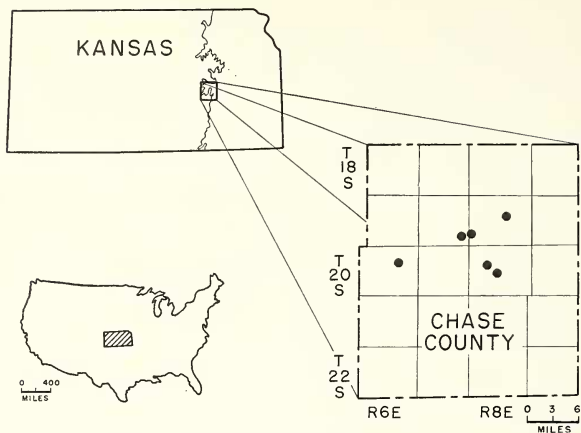 KANSAS
T
18
S
T
20
S
CHASE
COUNTY
T
22
S
R6E
R8E
0 3 6
MILES
0 400
MILES